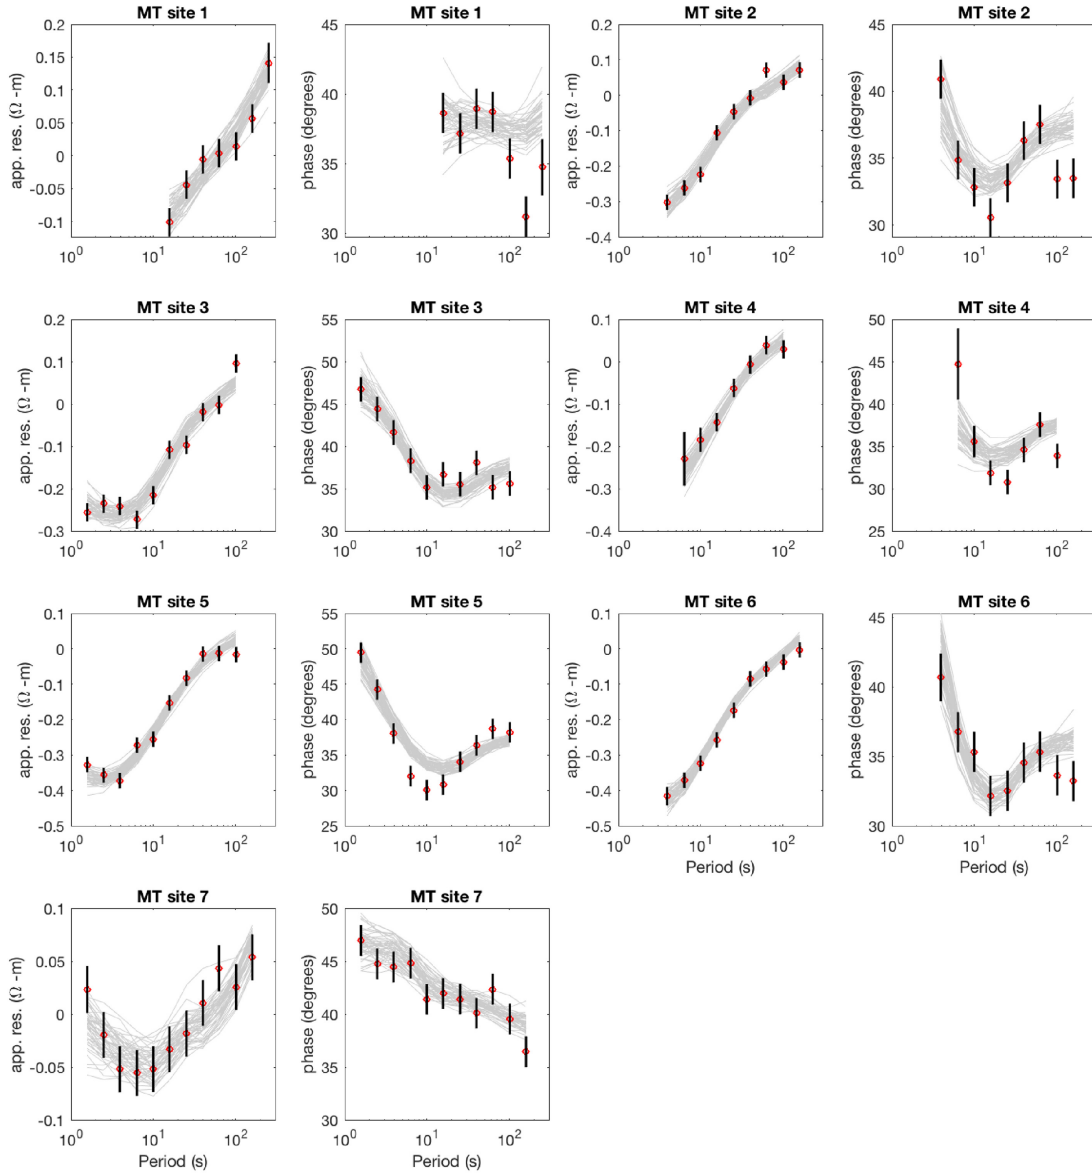 MT site 1 MT site 1 MT site 2 MT site 2
0.2 45 0.2
0.15 0.1 40
0.1 40 0
0.05 -0.1 35
0 35 -0.2
-0.05 -0.3 30
-0.1 30 -0.4
app. res. (Ω -m) phase (degrees) app. res. (Ω -m) phase (degrees)
10^0 10^1 10^2 10^0 10^1 10^2 10^0 10^1 10^2 10^0 10^1 10^2
MT site 3 MT site 3 MT site 4 MT site 4
0.2 55 0.1 50
0.1 50 0 45
0 45 -0.1 40
-0.1 40 -0.2 35
-0.2 35 -0.3 30
-0.3 30 -0.4 25
app. res. (Ω -m) phase (degrees) app. res. (Ω -m) phase (degrees)
10^0 10^1 10^2 10^0 10^1 10^2 10^0 10^1 10^2 10^0 10^1 10^2
MT site 5 MT site 5 MT site 6 MT site 6
0.1 55 0.1 45
0 50 0
-0.1 45 -0.1 40
-0.2 40 -0.2
-0.3 35 -0.3 35
-0.4 30 -0.4
-0.5 25 -0.5 30
app. res. (Ω -m) phase (degrees) app. res. (Ω -m) phase (degrees)
10^0 10^1 10^2 10^0 10^1 10^2 10^0 10^1 10^2 10^0 10^1 10^2
Period (s) Period (s)
MT site 7 MT site 7
0.1 50
0.05 45
0 40
-0.05 35
-0.1 30
app. res. (Ω -m) phase (degrees)
10^0 10^1 10^2 10^0 10^1 10^2
Period (s) Period (s)